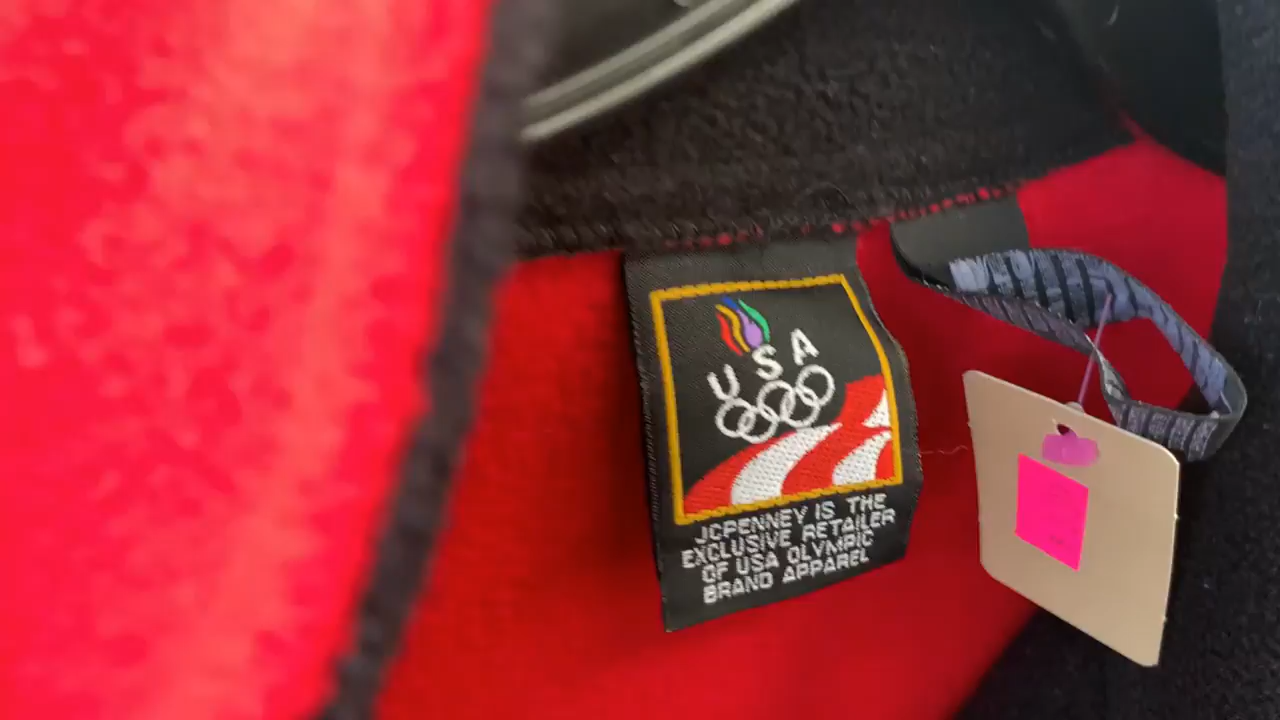 USA
JCPENNEY IS THE
EXCLUSIVE RETAILER
OF USA OLYMPIC
BRAND APPAREL